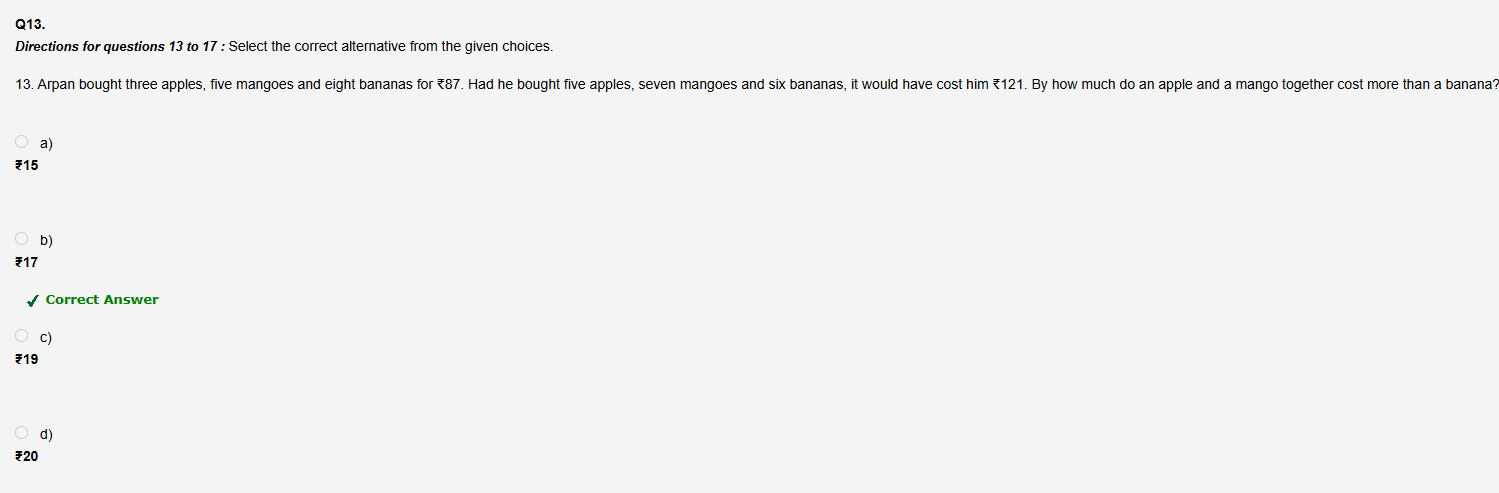 Q13.
Directions for questions 13 to 17 : Select the correct alternative from the given choices.
13. Arpan bought three apples, five mangoes and eight bananas for ₹87. Had he bought five apples, seven mangoes and six bananas, it would have cost him ₹121. By how much do an apple and a mango together cost more than a banana?
a)
₹15
b)
₹17
✓ Correct Answer
c)
₹19
d)
₹20